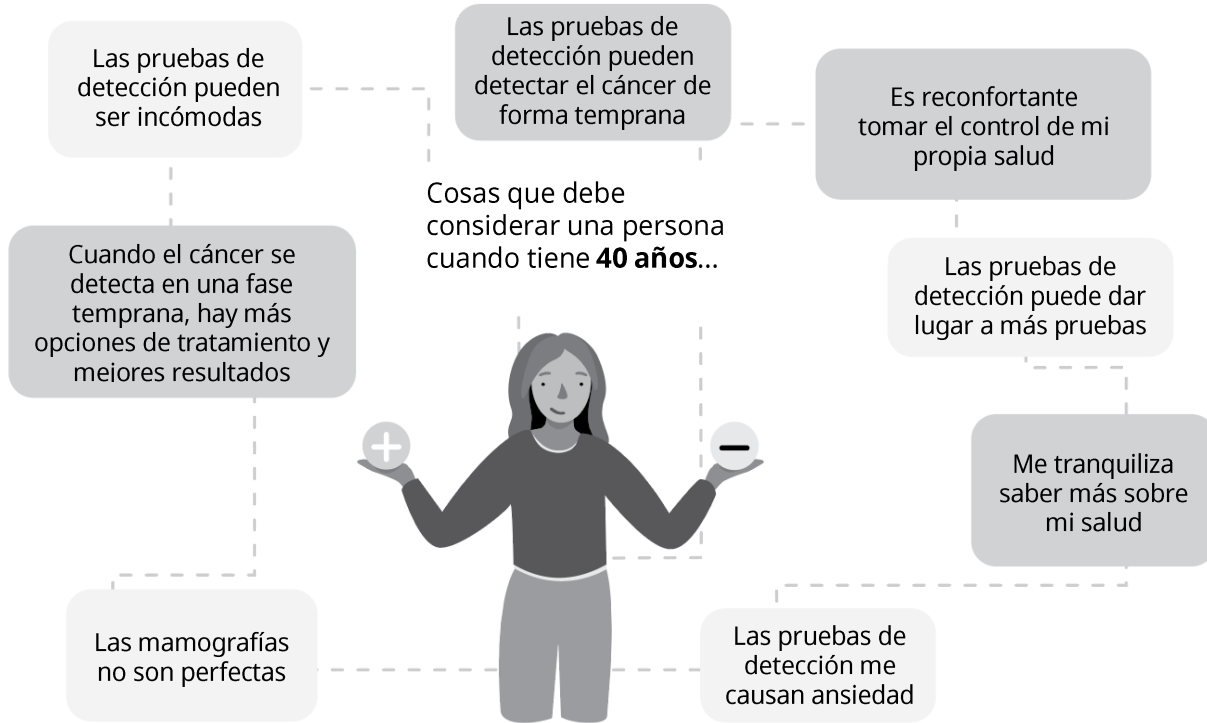 Las pruebas de
detección pueden
ser incómodas
Las pruebas de
detección pueden
detectar el cáncer de
forma temprana
Es reconfortante
tomar el control de mi
propia salud
Cosas que debe
considerar una persona
cuando tiene 40 años...
Cuando el cáncer se
detecta en una fase
temprana, hay más
opciones de tratamiento y
mejores resultados
Las pruebas de
detección puede dar
lugar a más pruebas
Me tranquiliza
saber más sobre
mi salud
Las mamografías
no son perfectas
Las pruebas de
detección me
causan ansiedad